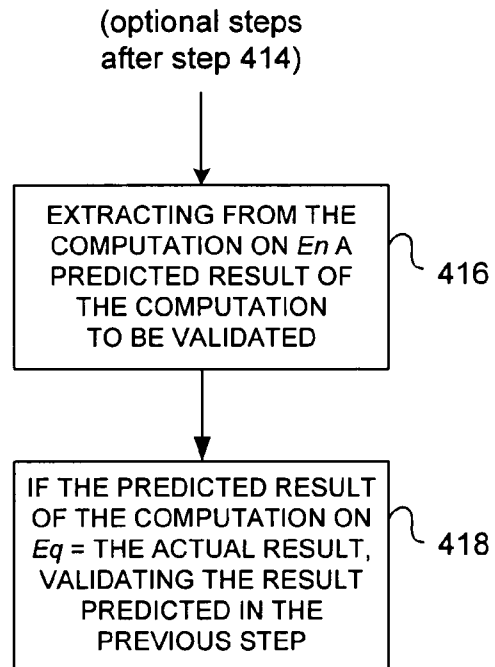 (optional steps
after step 414)
EXTRACTING FROM THE
COMPUTATION ON En A
PREDICTED RESULT OF
THE COMPUTATION
TO BE VALIDATED
416
IF THE PREDICTED RESULT
OF THE COMPUTATION ON
Eq = THE ACTUAL RESULT,
VALIDATING THE RESULT
PREDICTED IN THE
PREVIOUS STEP
418